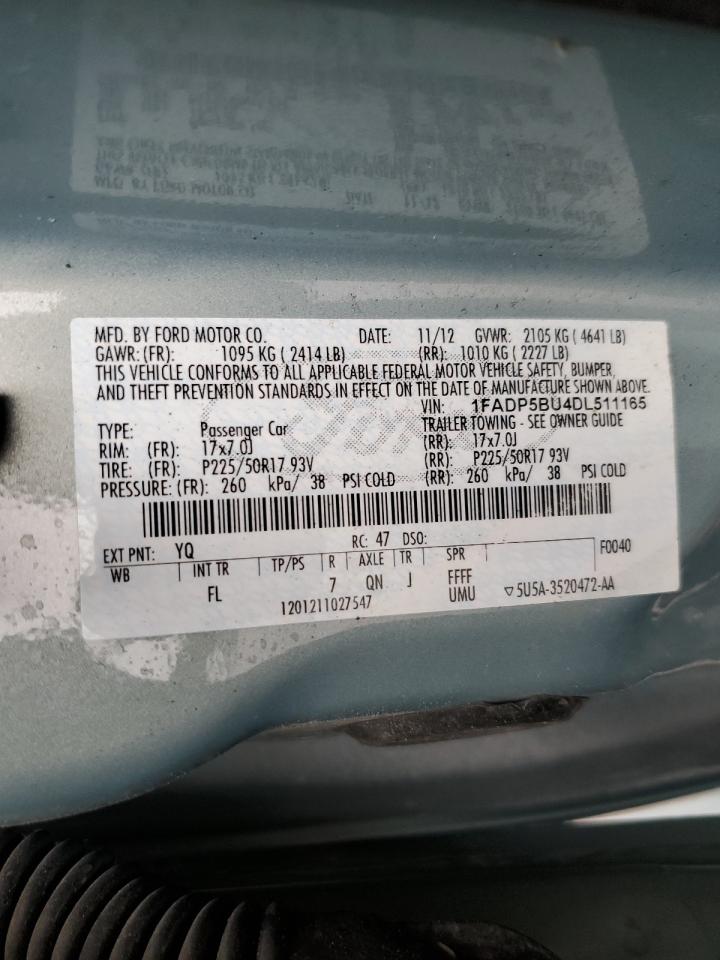 MFD. BY FORD MOTOR CO. DATE: 11/12 GVWR: 2105 KG ( 4641 LB)
GAWR: (FR): 1095 KG ( 2414 LB) (RR): 1010 KG ( 2227 LB)
THIS VEHICLE CONFORMS TO ALL APPLICABLE FEDERAL MOTOR VEHICLE SAFETY, BUMPER,
AND THEFT PREVENTION STANDARDS IN EFFECT ON THE DATE OF MANUFACTURE SHOWN ABOVE.
VIN: 1FADP5BU4DL511165
TYPE: Passenger Car TRAILER TOWING - SEE OWNER GUIDE
RIM: (FR): 17x7.0J (RR): 17x7.0J
TIRE: (FR): P225/50R17 93V (RR): P225/50R17 93V
PRESSURE: (FR): 260 kPa/ 38 PSI COLD (RR): 260 kPa/ 38 PSI COLD
EXT PNT: YQ RC: 47 DSO: F0040
WB INT TR TP/PS R AXLE TR SPR
FL 7 QN J FFFF
1201211027547 UMU ▽5U5A-3520472-AA